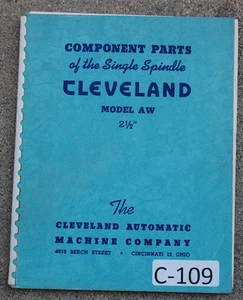 COMPONENT PARTS
of the Single Spindle
CLEVELAND
MODEL AW
2½"
The
CLEVELAND AUTOMATIC
MACHINE COMPANY
4932 BEECH STREET • CINCINNATI 12, OHIO
C-109